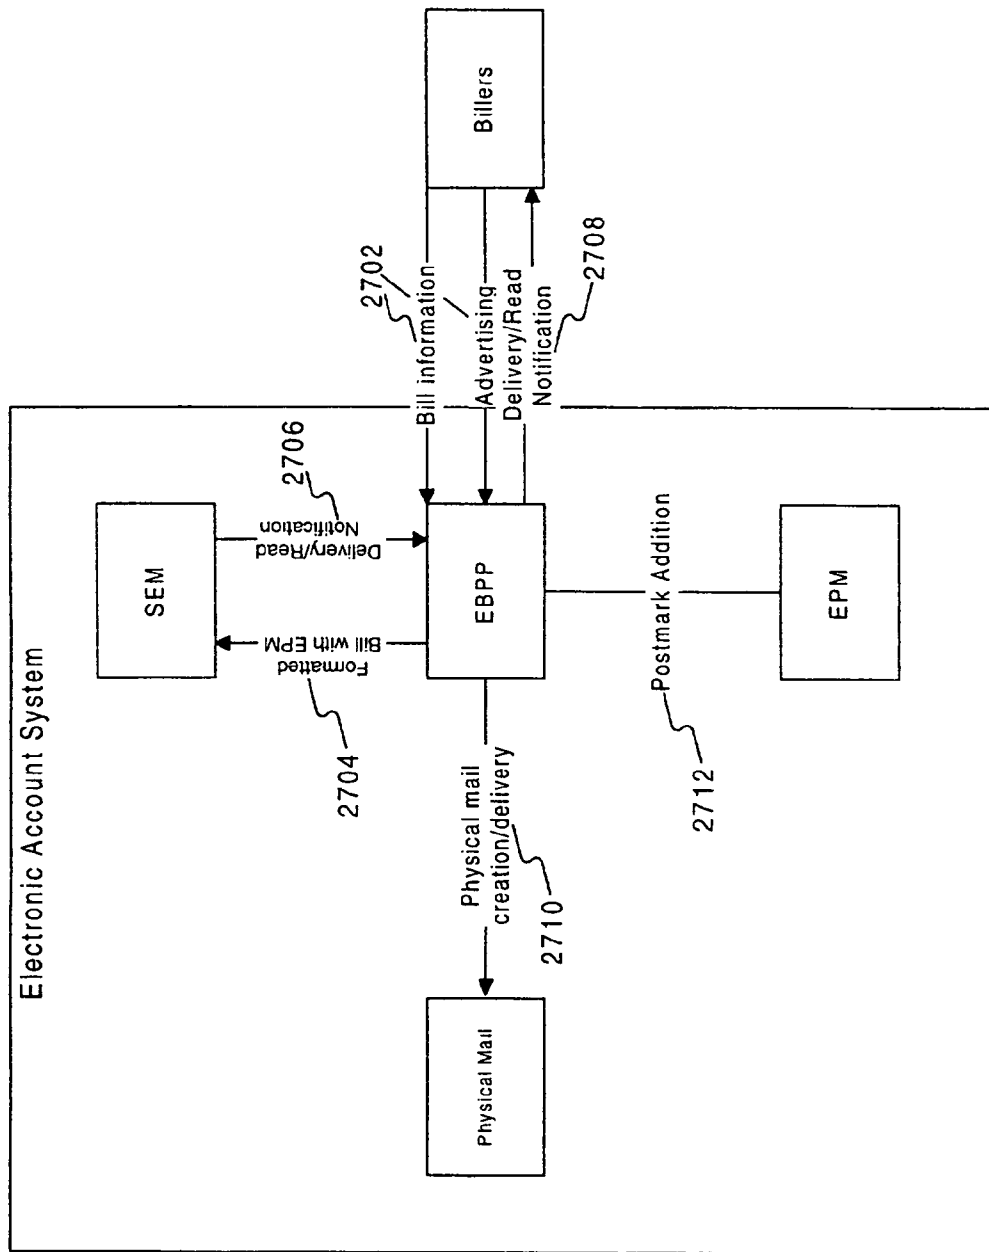 Electronic Account System
SEM
Formatted
Bill with EPM
2704
Delivery/Read
Notification
2706
Physical Mail
Physical mail
creation/delivery
2710
EBPP
Bill information
2702
Advertising
Delivery/Read
Notification
2708
Billers
Postmark Addition
2712
EPM